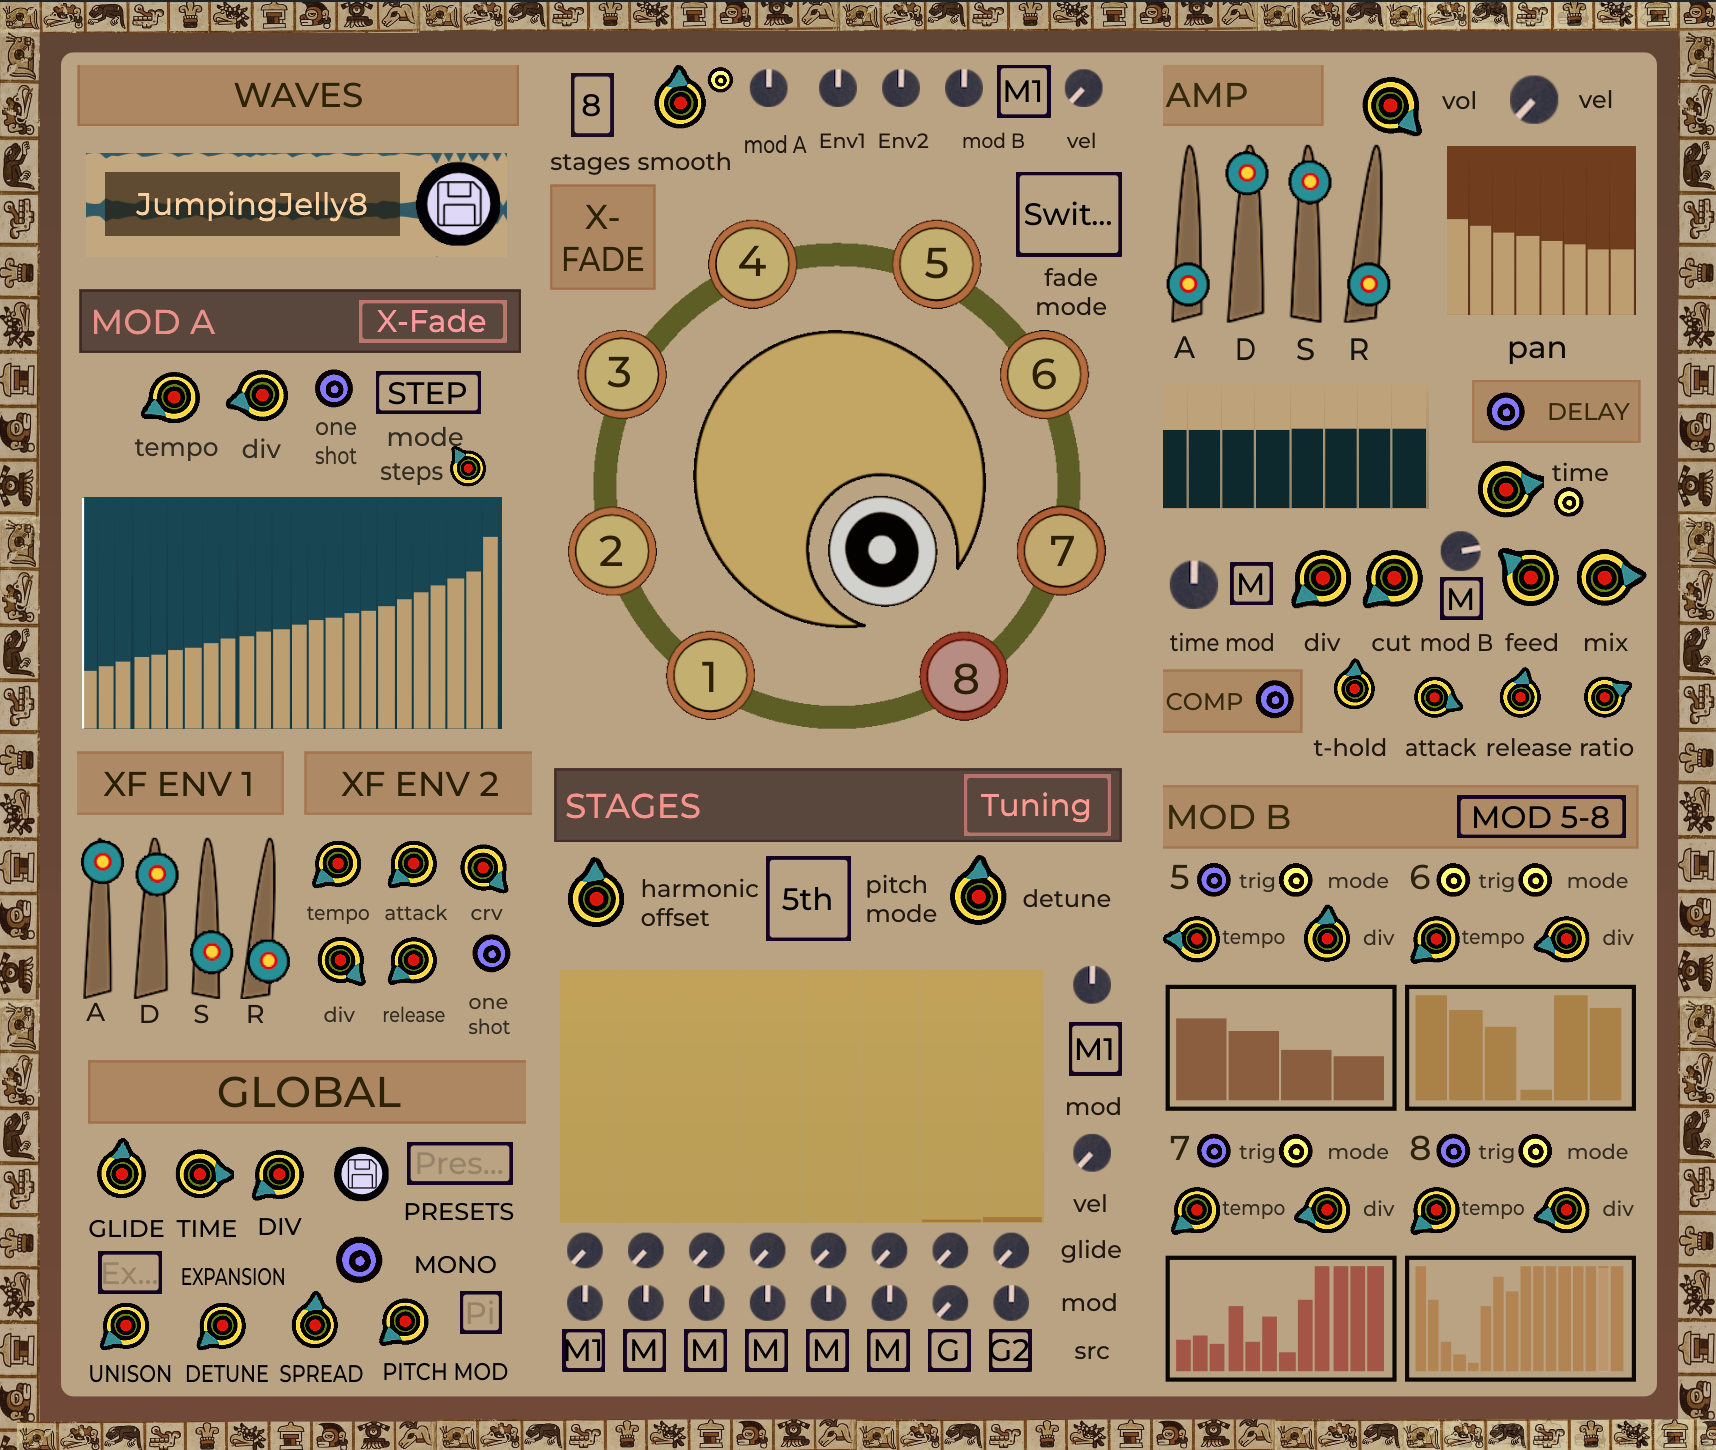 WAVES
JumpingJelly8
MOD A
X-Fade
tempo
div
one
shot
STEP
mode
steps
XF ENV 1
XF ENV 2
A
D
S
R
tempo
attack
crv
div
release
one
shot
GLOBAL
GLIDE
TIME
DIV
Pres...
PRESETS
Ex...
EXPANSION
MONO
Pi
UNISON
DETUNE
SPREAD
PITCH MOD
8
stages
smooth
mod A
Env1
Env2
mod B
M1
vel
X-
FADE
Swit...
fade
mode
4
5
3
6
2
7
1
8
STAGES
Tuning
harmonic
offset
5th
pitch
mode
detune
M1
mod
vel
glide
mod
M1
M
M
M
M
M
G
G2
src
AMP
vol
vel
A
D
S
R
pan
DELAY
time
M
M
time mod
div
cut
mod B
feed
mix
COMP
t-hold
attack
release
ratio
MOD B
MOD 5-8
5
trig
mode
6
trig
mode
tempo
div
tempo
div
7
trig
mode
8
trig
mode
tempo
div
tempo
div